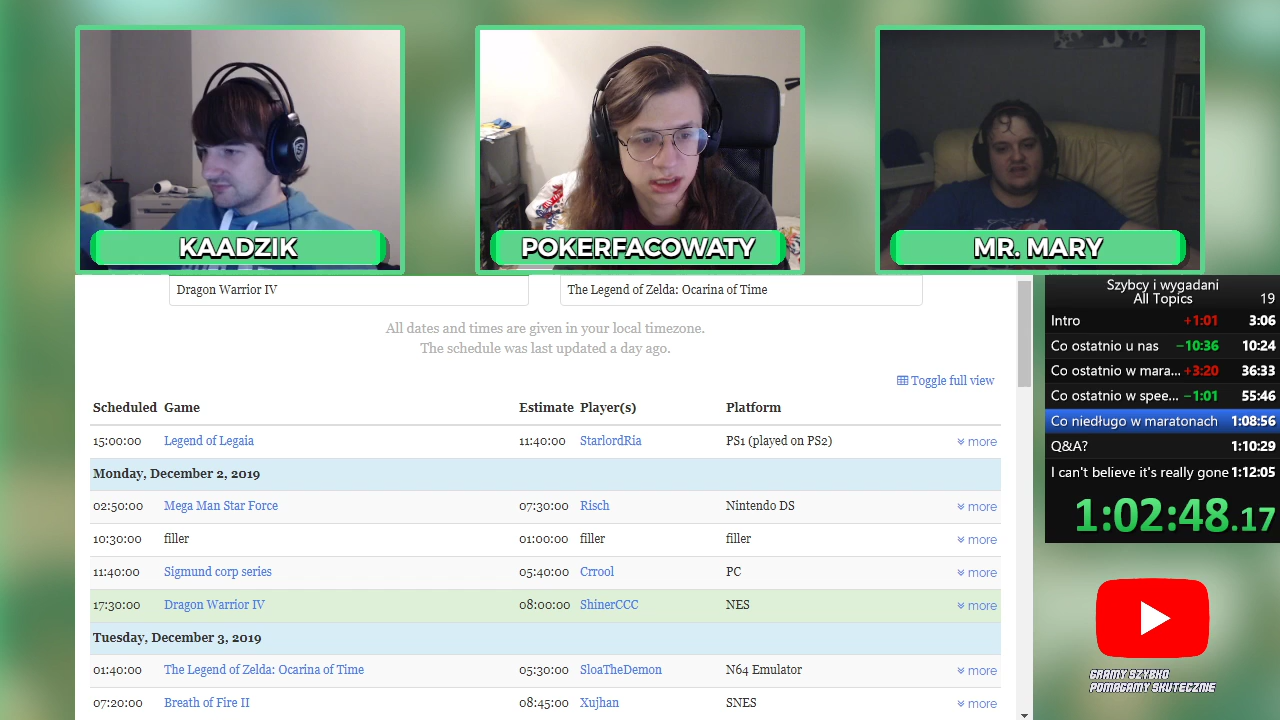 KAADZIK
POKERFACOWATY
MR. MARY
Dragon Warrior IV
The Legend of Zelda: Ocarina of Time
All dates and times are given in your local timezone.
The schedule was last updated a day ago.
Toggle full view
Scheduled Game Estimate Player(s) Platform
15:00:00 Legend of Legaia 11:40:00 StarlordRia PS1 (played on PS2) more
Monday, December 2, 2019
02:50:00 Mega Man Star Force 07:30:00 Risch Nintendo DS more
10:30:00 filler 01:00:00 filler filler more
11:40:00 Sigmund corp series 05:40:00 Crrool PC more
17:30:00 Dragon Warrior IV 08:00:00 ShinerCCC NES more
Tuesday, December 3, 2019
01:40:00 The Legend of Zelda: Ocarina of Time 05:30:00 SloaTheDemon N64 Emulator more
07:20:00 Breath of Fire II 08:45:00 Xujhan SNES more
Szybcy i wygadani
All Topics 19
Intro +1:01 3:06
Co ostatnio u nas −10:36 10:24
Co ostatnio w mara... +3:20 36:33
Co ostatnio w spee... −1:01 55:46
Co niedługo w maratonach 1:08:56
Q&A? 1:10:29
I can't believe it's really gone 1:12:05
1:02:48.17
GRAMY SZYBKO
POMAGAMY SKUTECZNIE